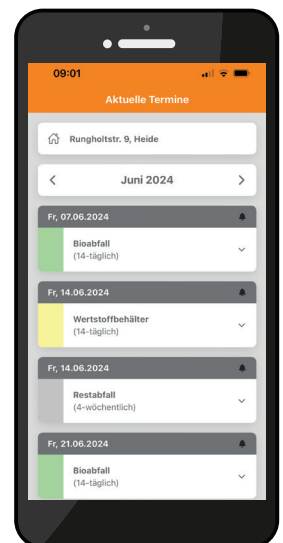 09:01
Aktuelle Termine
Rungholtstr. 9, Heide
Juni 2024
Fr, 07.06.2024
Bioabfall
(14-täglich)
Fr, 14.06.2024
Wertstoffbehälter
(14-täglich)
Fr, 14.06.2024
Restabfall
(4-wöchentlich)
Fr, 21.06.2024
Bioabfall
(14-täglich)